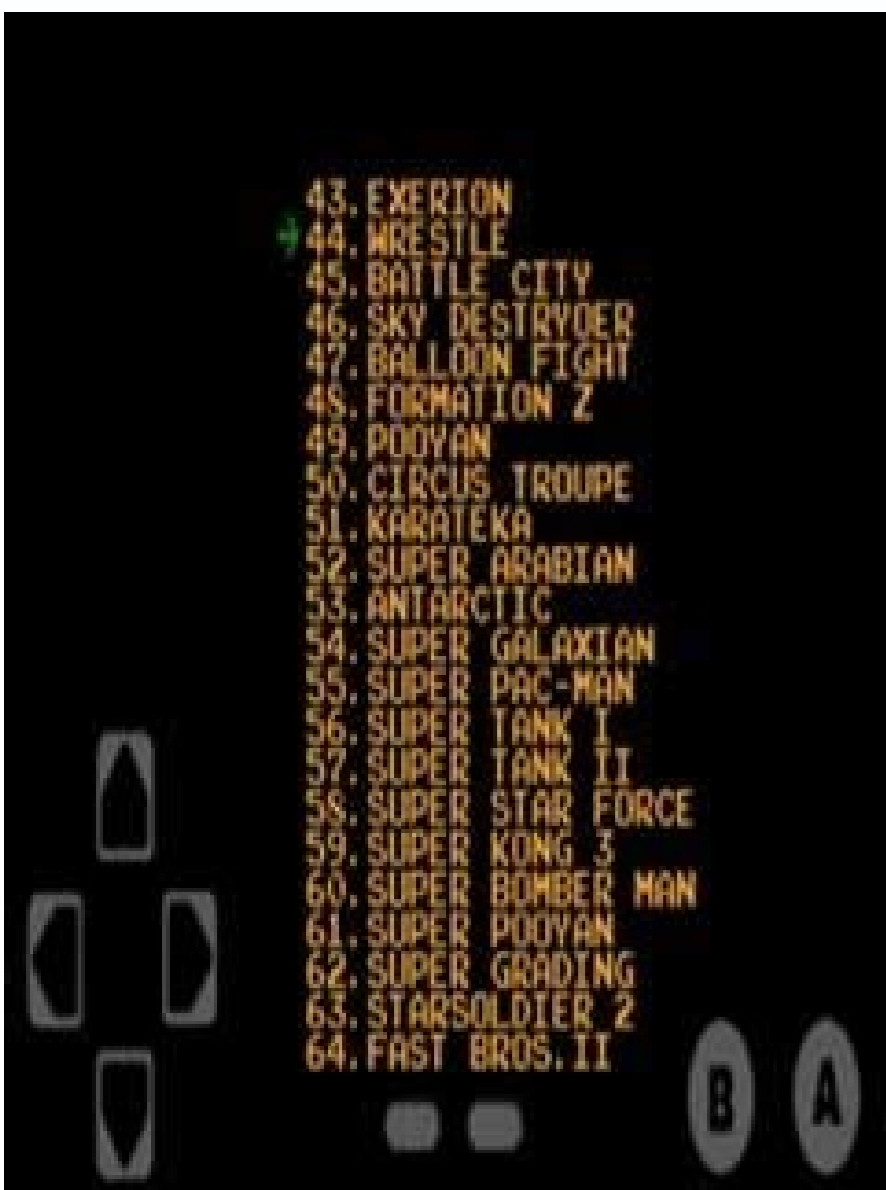 43.EXERION
44.WRESTLE
45.BATTLE CITY
46.SKY DESTRYOER
47.BALLOON FIGHT
48.FORMATION Z
49.POOYAN
50.CIRCUS TROUPE
51.KARATEKA
52.SUPER ARABIAN
53.ANTARCTIC
54.SUPER GALAXIAN
55.SUPER PAC-MAN
56.SUPER TANK I
57.SUPER TANK II
58.SUPER STAR FORCE
59.SUPER KONG 3
60.SUPER BOMBER MAN
61.SUPER POOYAN
62.SUPER GRADING
63.STARSOLDIER 2
64.FAST BROS.II
B A